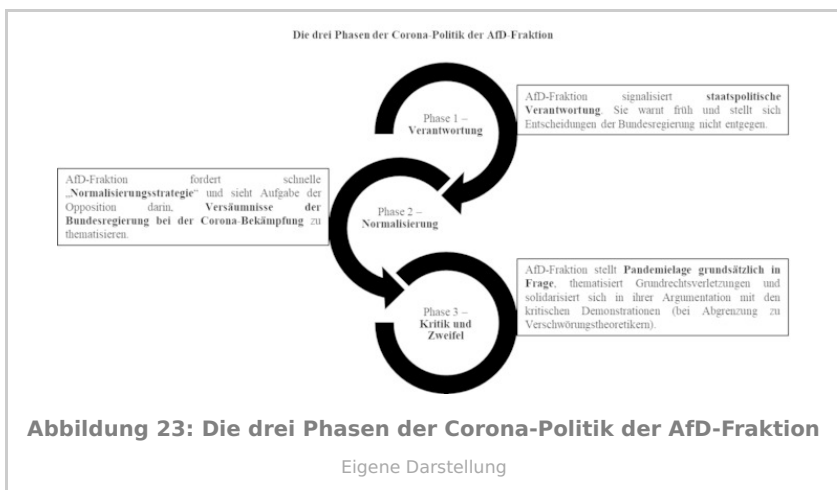 Die drei Phasen der Corona-Politik der AfD-Fraktion
Phase 1 –
Verantwortung
AfD-Fraktion signalisiert staatspolitische
Verantwortung. Sie warnt früh und stellt sich
Entscheidungen der Bundesregierung nicht entgegen.
AfD-Fraktion fordert schnelle
„Normalisierungsstrategie“ und sieht Aufgabe der
Opposition darin, Versäumnisse der
Bundesregierung bei der Corona-Bekämpfung zu
thematisieren.
Phase 2 –
Normalisierung
AfD-Fraktion stellt Pandemielage grundsätzlich in
Frage, thematisiert Grundrechtsverletzungen und
solidarisiert sich in ihrer Argumentation mit den
kritischen Demonstrationen (bei Abgrenzung zu
Verschwörungstheoretikern).
Phase 3 –
Kritik und
Zweifel
Abbildung 23: Die drei Phasen der Corona-Politik der AfD-Fraktion
Eigene Darstellung